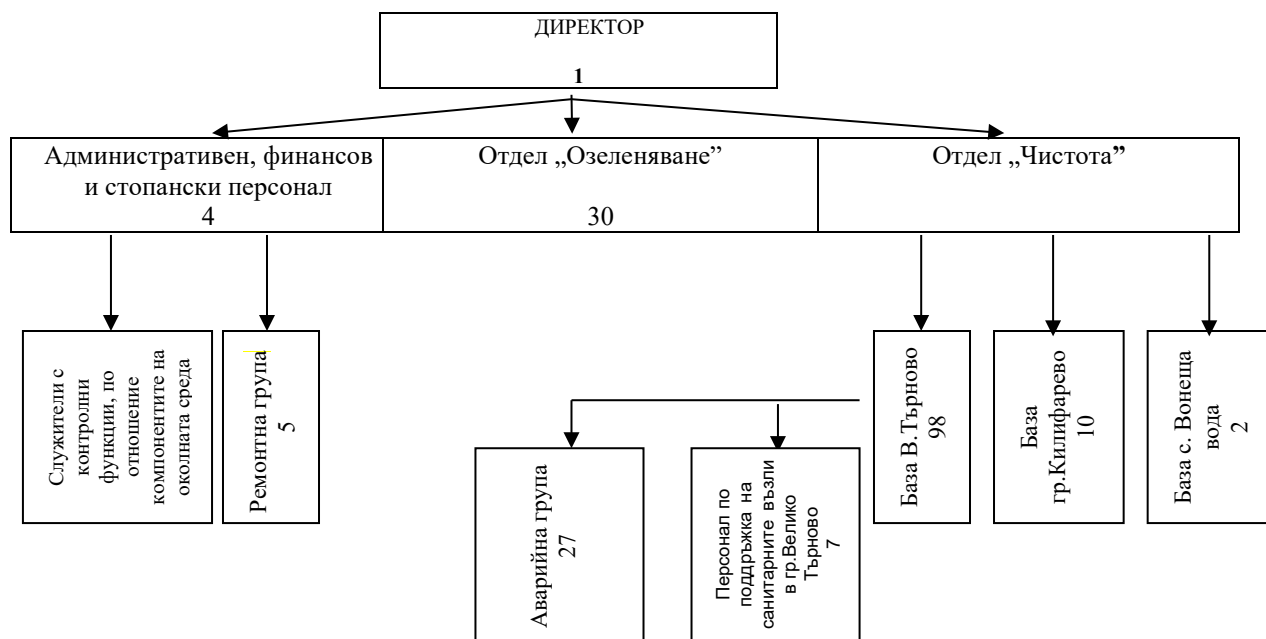 ДИРЕКТОР
1
Административен, финансов
и стопански персонал
4
Отдел „Озеленяване”
30
Отдел „Чистота”
Служители с
контролни
функции, по
отношение
компонентите на
околната среда
Ремонтна група
5
База В.Търново
98
База
гр.Килифарево
10
База с. Вонеща
вода
2
Аварийна група
27
Персонал по
поддръжка на
санитарните възли
в гр.Велико
Търново
7